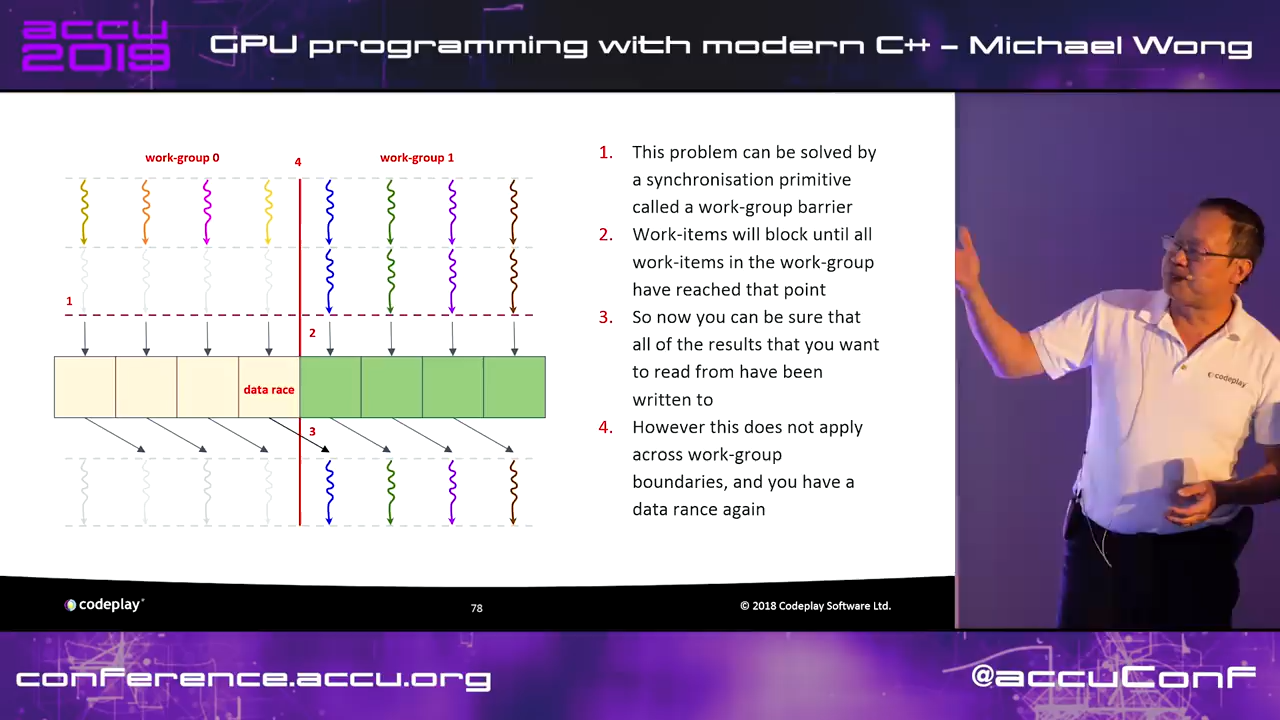 accu
2019
GPU programming with modern C++ – Michael Wong
work-group 0
4
work-group 1
1
2
data race
3
1. This problem can be solved by
a synchronisation primitive
called a work-group barrier
2. Work-items will block until all
work-items in the work-group
have reached that point
3. So now you can be sure that
all of the results that you want
to read from have been
written to
4. However this does not apply
across work-group
boundaries, and you have a
data rance again
codeplay
codeplay
78
© 2018 Codeplay Software Ltd.
conference.accu.org
@accuConf